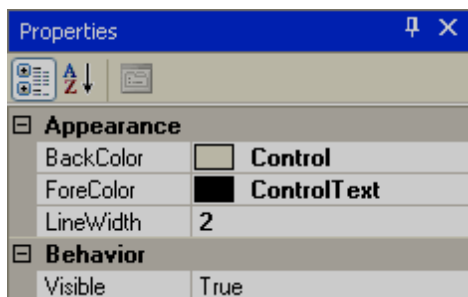 Properties
A
Z
Appearance
BackColor Control
ForeColor ControlText
LineWidth 2
Behavior
Visible True